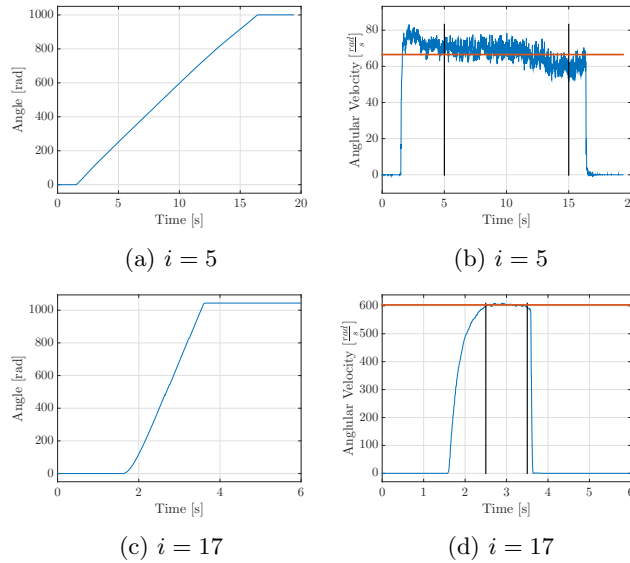 1000
800
600
400
200
0
Angle [rad]
0 5 10 15 20
Time [s]
(a) i = 5
80
60
40
20
0
Anglular Velocity [rad/s]
0 5 10 15 20
Time [s]
(b) i = 5
1000
800
600
400
200
0
Angle [rad]
0 2 4 6
Time [s]
(c) i = 17
600
500
400
300
200
100
0
Anglular Velocity [rad/s]
0 1 2 3 4 5 6
Time [s]
(d) i = 17